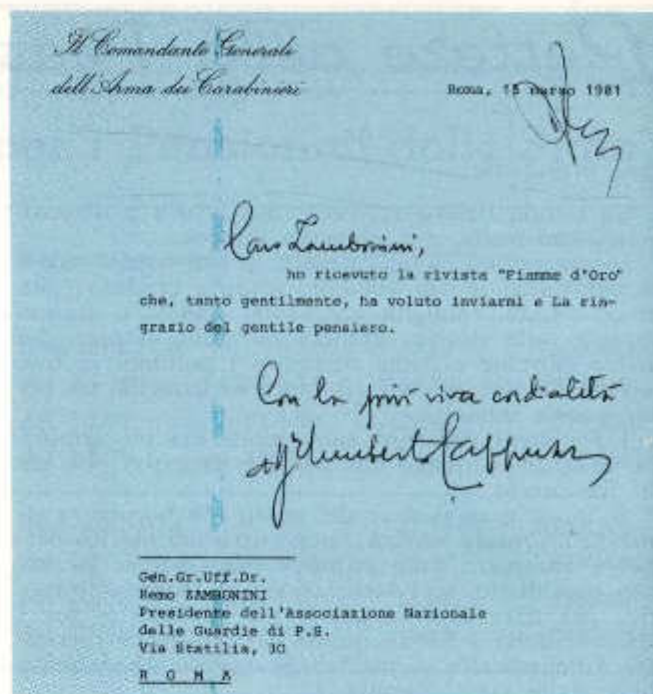 Il Comandante Generale
dell'Arma dei Carabinieri
Roma, 15 marzo 1981
Caro Zambonini,
ho ricevuto la rivista "Fiamme d'Oro"
che, tanto gentilmente, ha voluto inviarmi e La rin-
grazio del gentile pensiero.
Con la più viva cordialità
Umberto Cappuzzo
Gen.Gr.Uff.Dr.
Remo ZAMBONINI
Presidente dell'Associazione Nazionale
delle Guardie di P.S.
Via Statilia, 30
R O M A